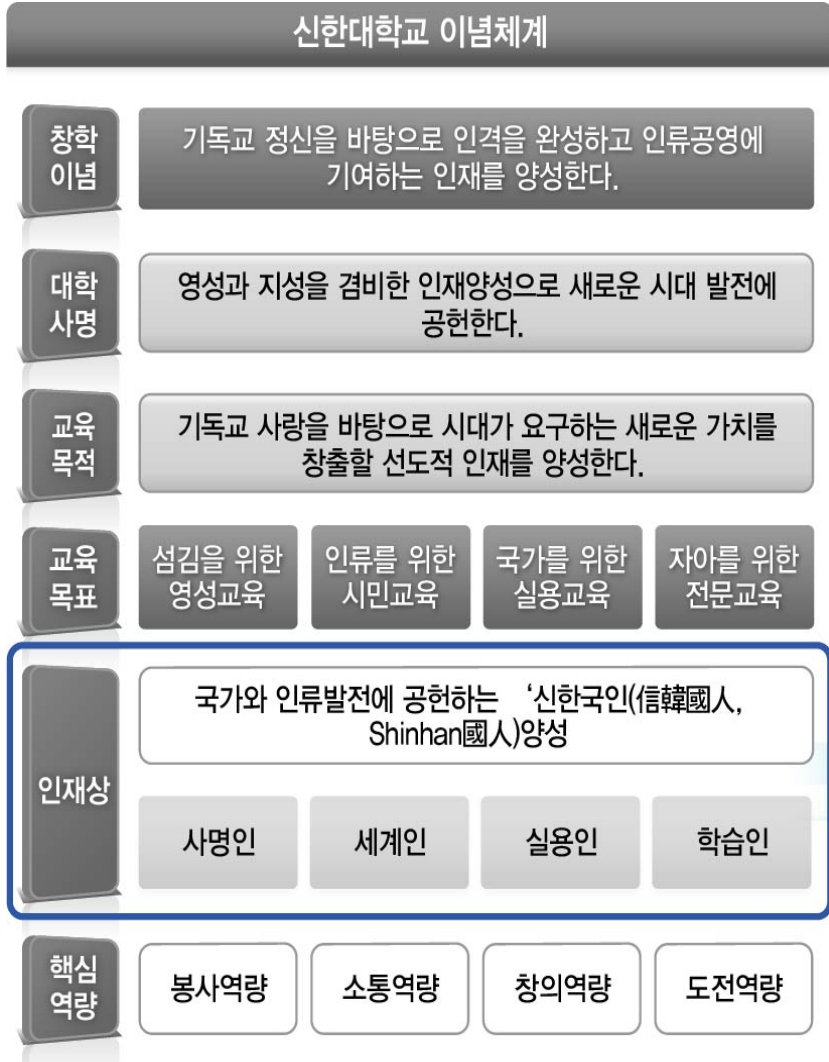 신한대학교 이념체계
창학
이념
기독교 정신을 바탕으로 인격을 완성하고 인류공영에
기여하는 인재를 양성한다.
대학
사명
영성과 지성을 겸비한 인재양성으로 새로운 시대 발전에
공헌한다.
교육
목적
기독교 사랑을 바탕으로 시대가 요구하는 새로운 가치를
창출할 선도적 인재를 양성한다.
교육
목표
섬김을 위한
영성교육
인류를 위한
시민교육
국가를 위한
실용교육
자아를 위한
전문교육
인재상
국가와 인류발전에 공헌하는 ‘신한국인(信韓國人,
Shinhan國人)양성
사명인
세계인
실용인
학습인
핵심
역량
봉사역량
소통역량
창의역량
도전역량